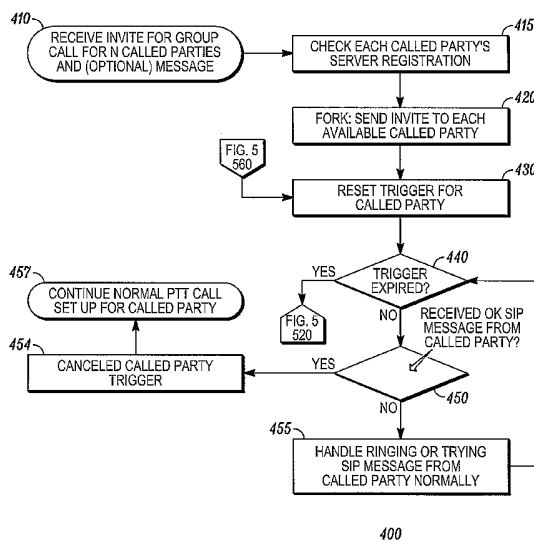 410
RECEIVE INVITE FOR GROUP
CALL FOR N CALLED PARTIES
AND (OPTIONAL) MESSAGE
415
CHECK EACH CALLED PARTY'S
SERVER REGISTRATION
420
FORK: SEND INVITE TO EACH
AVAILABLE CALLED PARTY
FIG. 5
560
430
RESET TRIGGER FOR
CALLED PARTY
440
TRIGGER
EXPIRED?
YES
NO
FIG. 5
520
457
CONTINUE NORMAL PTT CALL
SET UP FOR CALLED PARTY
RECEIVED OK SIP
MESSAGE FROM
CALLED PARTY?
454
CANCELED CALLED PARTY
TRIGGER
YES
450
NO
455
HANDLE RINGING OR TRYING
SIP MESSAGE FROM
CALLED PARTY NORMALLY
400